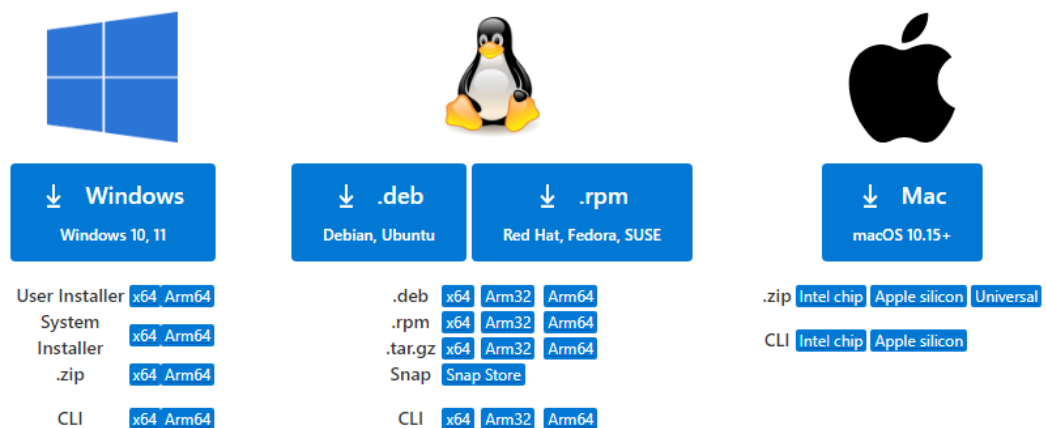 Windows
Windows 10, 11
.deb
Debian, Ubuntu
.rpm
Red Hat, Fedora, SUSE
Mac
macOS 10.15+
User Installer x64 Arm64
System
Installer x64 Arm64
.zip x64 Arm64
CLI x64 Arm64
.deb x64 Arm32 Arm64
.rpm x64 Arm32 Arm64
.tar.gz x64 Arm32 Arm64
Snap Snap Store
CLI x64 Arm32 Arm64
.zip Intel chip Apple silicon Universal
CLI Intel chip Apple silicon